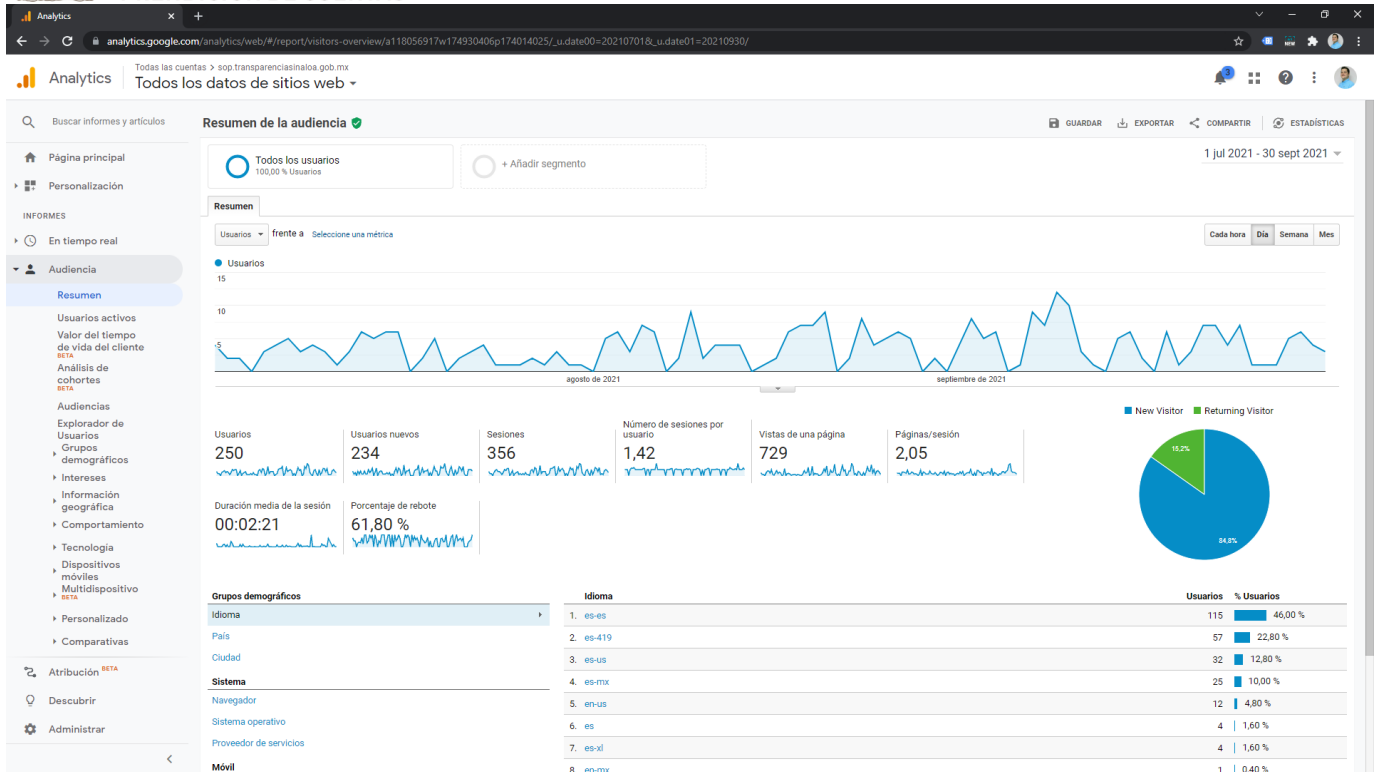 Analytics
analytics.google.com/analytics/web/#/report/visitors-overview/a118056917w174930406p174014025/_u.date00=20210701&_u.date01=20210930/
Analytics
Todas las cuentas > sop.transparenciasinaloa.gob.mx
Todos los datos de sitios web
3
Buscar informes y artículos
Página principal
Personalización
INFORMES
En tiempo real
Audiencia
Resumen
Usuarios activos
Valor del tiempo
de vida del cliente
BETA
Análisis de
cohortes
BETA
Audiencias
Explorador de
Usuarios
Grupos
demográficos
Intereses
Información
geográfica
Comportamiento
Tecnología
Dispositivos
móviles
Multidispositivo
BETA
Personalizado
Comparativas
Atribución BETA
Descubrir
Administrar
Resumen de la audiencia
GUARDAR
EXPORTAR
COMPARTIR
ESTADÍSTICAS
Todos los usuarios
100,00 % Usuarios
+ Añadir segmento
1 jul 2021 - 30 sept 2021
Resumen
Usuarios frente a Seleccione una métrica
Cada hora Día Semana Mes
Usuarios
15
10
5
agosto de 2021 septiembre de 2021
New Visitor Returning Visitor
15,2%
84,8%
Usuarios
250
Usuarios nuevos
234
Sesiones
356
Número de sesiones por
usuario
1,42
Vistas de una página
729
Páginas/sesión
2,05
Duración media de la sesión
00:02:21
Porcentaje de rebote
61,80 %
Grupos demográficos
Idioma
País
Ciudad
Sistema
Navegador
Sistema operativo
Proveedor de servicios
Móvil
Idioma Usuarios % Usuarios
1. es-es 115 46,00 %
2. es-419 57 22,80 %
3. es-us 32 12,80 %
4. es-mx 25 10,00 %
5. en-us 12 4,80 %
6. es 4 1,60 %
7. es-xl 4 1,60 %
8. en-mx 1 0,40 %